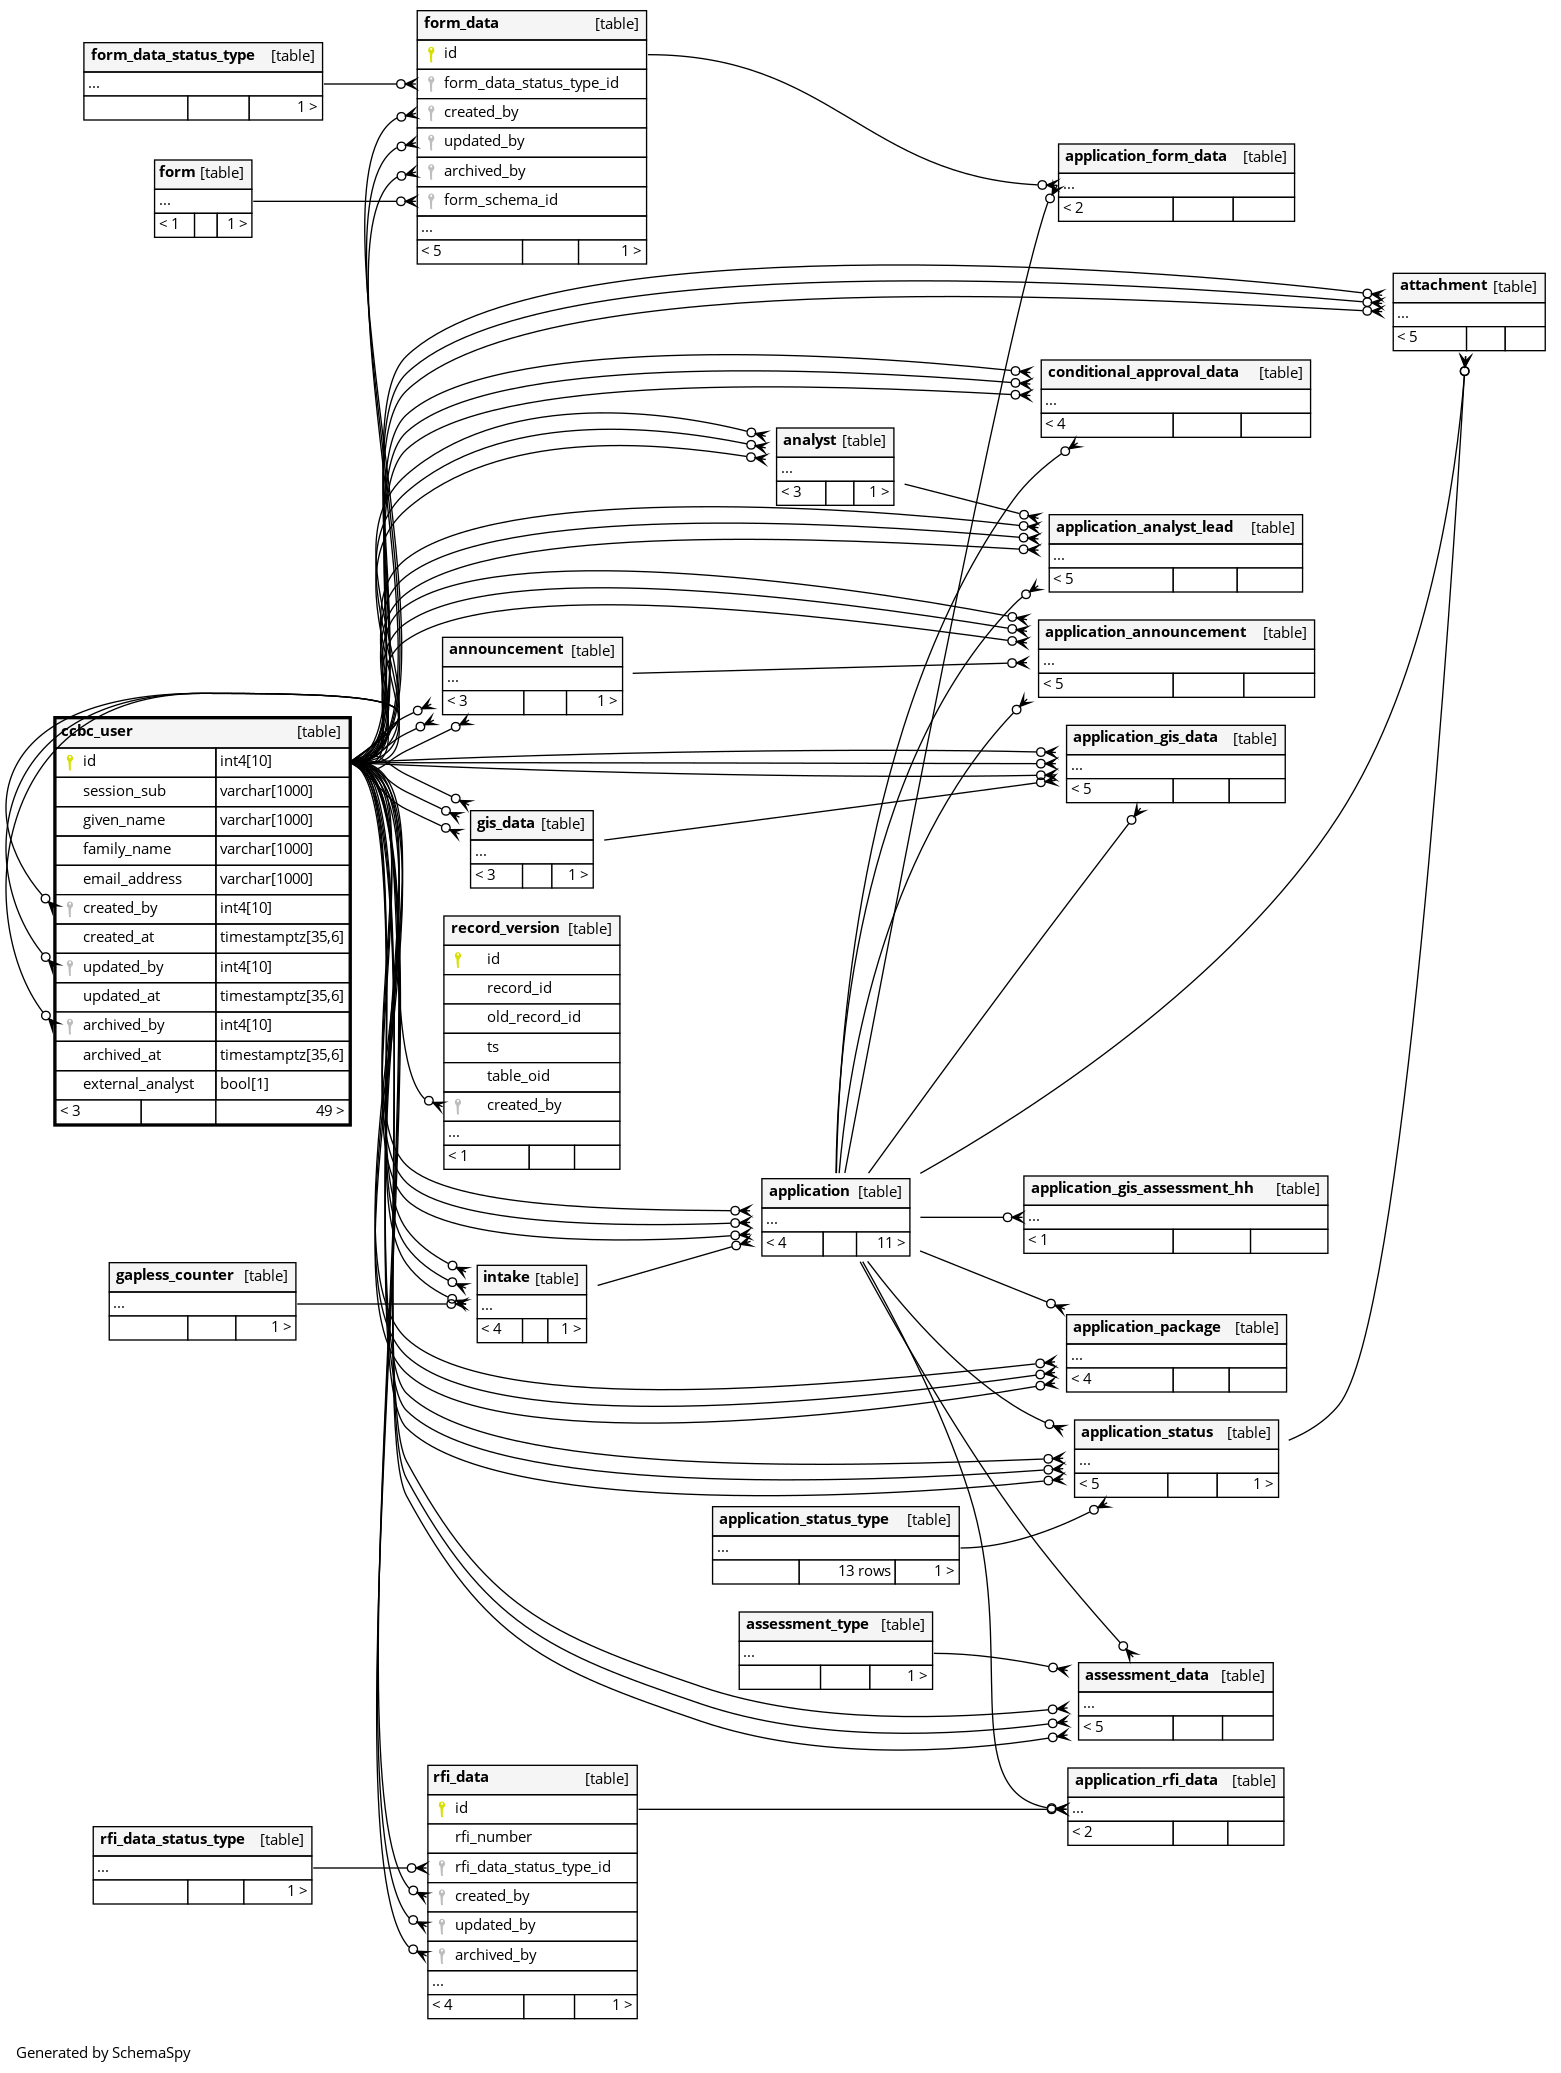 form_data [table]
id
form_data_status_type_id
created_by
updated_by
archived_by
form_schema_id
...
< 5 1 >
form_data_status_type [table]
...
1 >
form [table]
...
< 1 1 >
application_form_data [table]
...
< 2
attachment [table]
...
< 5
conditional_approval_data [table]
...
< 4
analyst [table]
...
< 3 1 >
application_analyst_lead [table]
...
< 5
application_announcement [table]
...
< 5
announcement [table]
...
< 3 1 >
application_gis_data [table]
...
< 5
ccbc_user [table]
id int4[10]
session_sub varchar[1000]
given_name varchar[1000]
family_name varchar[1000]
email_address varchar[1000]
created_by int4[10]
created_at timestamptz[35,6]
updated_by int4[10]
updated_at timestamptz[35,6]
archived_by int4[10]
archived_at timestamptz[35,6]
external_analyst bool[1]
< 3 49 >
gis_data [table]
...
< 3 1 >
record_version [table]
id
record_id
old_record_id
ts
table_oid
created_by
...
< 1
application [table]
...
< 4 11 >
application_gis_assessment_hh [table]
...
< 1
gapless_counter [table]
...
1 >
intake [table]
...
< 4 1 >
application_package [table]
...
< 4
application_status [table]
...
< 5 1 >
application_status_type [table]
...
13 rows 1 >
assessment_type [table]
...
1 >
assessment_data [table]
...
< 5
rfi_data [table]
id
rfi_number
rfi_data_status_type_id
created_by
updated_by
archived_by
...
< 4 1 >
application_rfi_data [table]
...
< 2
rfi_data_status_type [table]
...
1 >
Generated by SchemaSpy